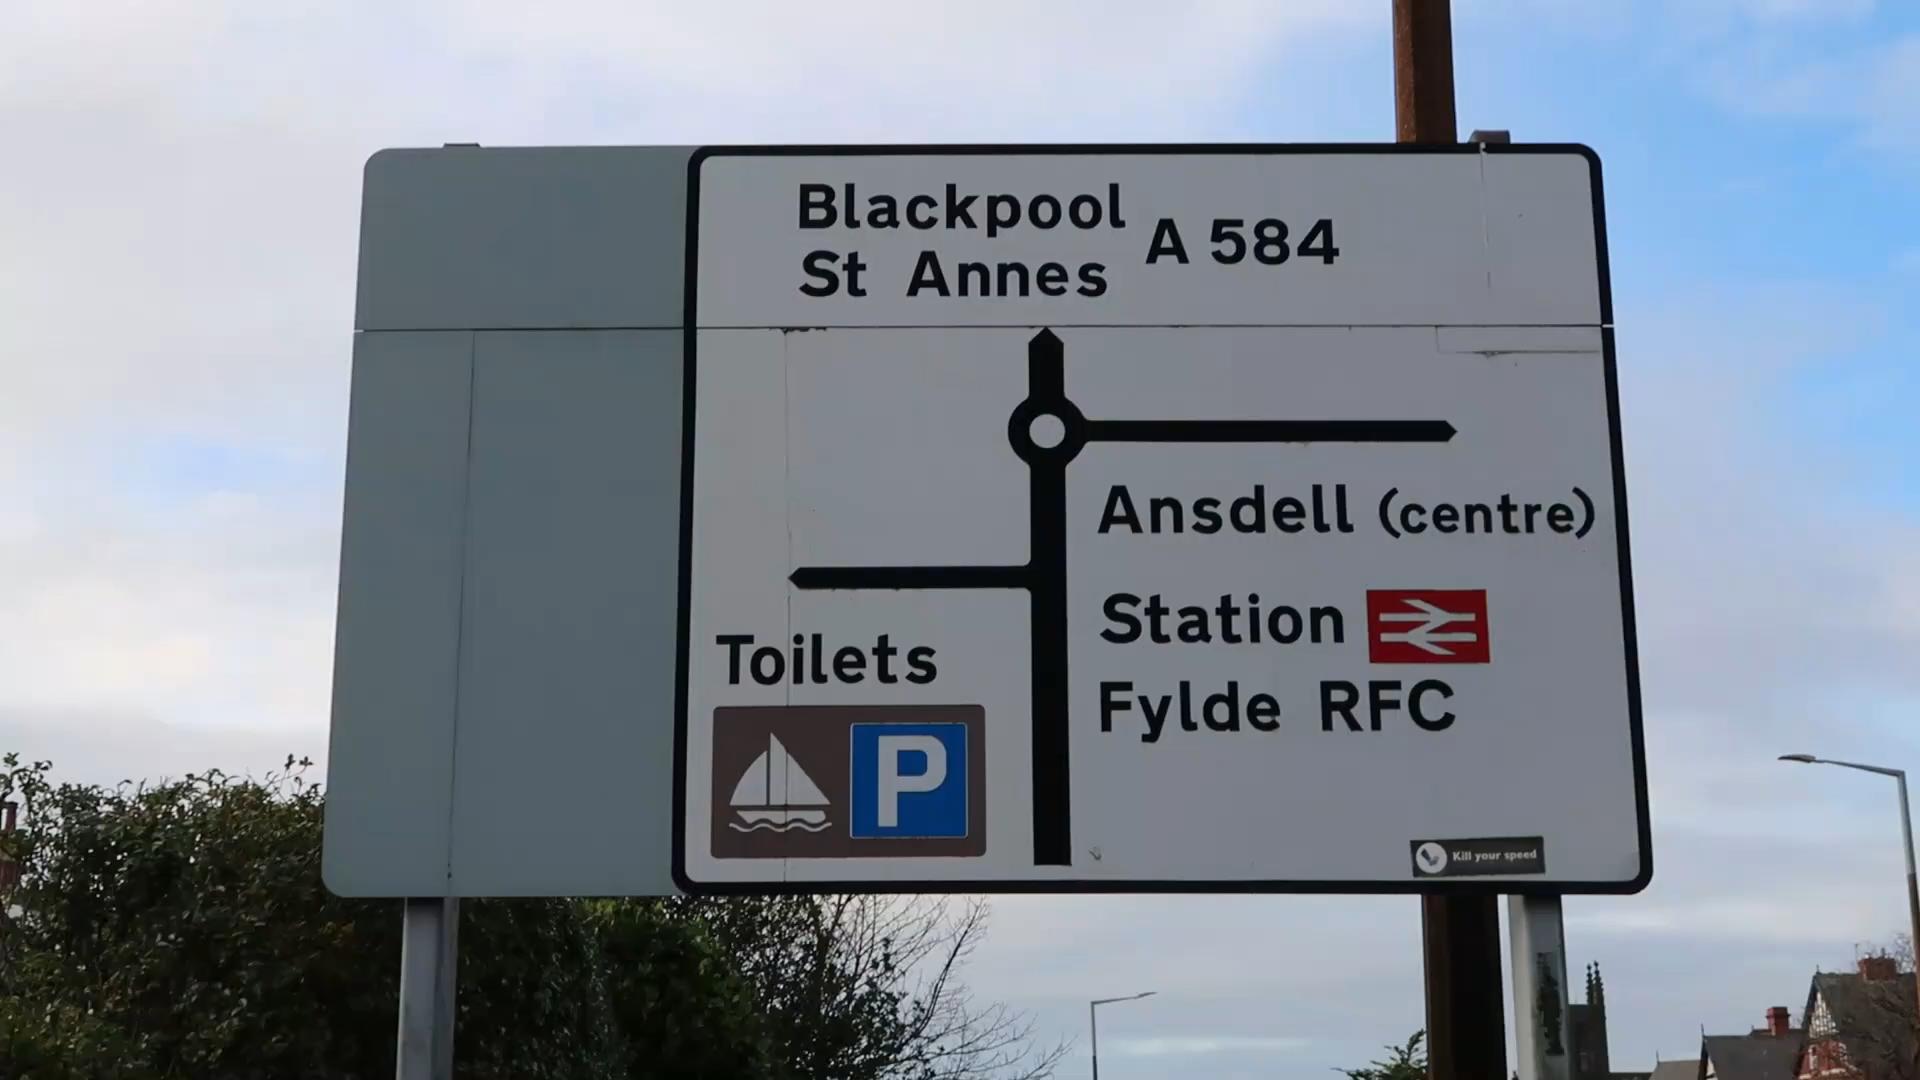 Blackpool
St Annes
A 584
Ansdell (centre)
Station
Fylde RFC
Toilets
P
Kill your speed